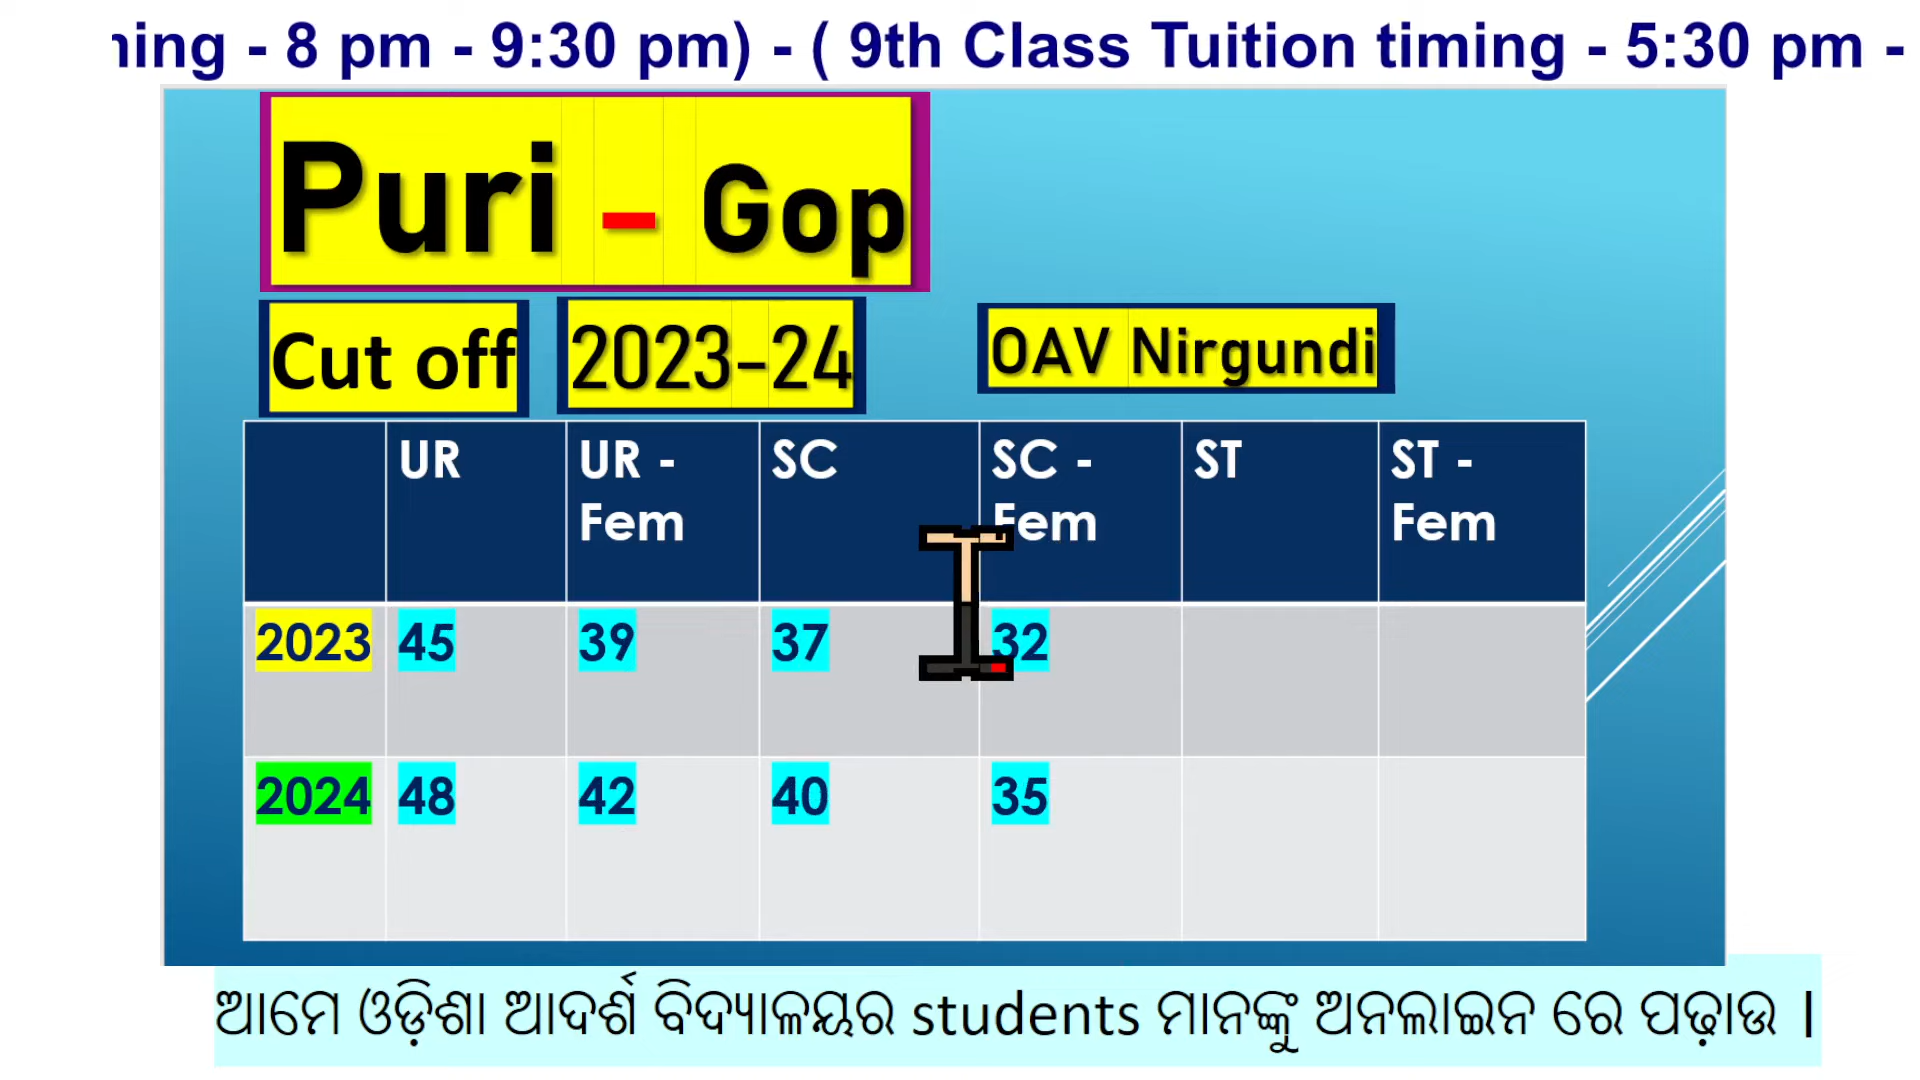 ning - 8 pm - 9:30 pm) - ( 9th Class Tuition timing - 5:30 pm -
Puri - Gop
Cut off 2023-24 OAV Nirgundi
UR UR - Fem SC SC - Fem ST ST - Fem
2023 45 39 37 32
2024 48 42 40 35
ଆମେ ଓଡ଼ିଶା ଆଦର୍ଶ ବିଦ୍ୟାଳୟର students ମାନଙ୍କୁ ଅନଲାଇନ ରେ ପଢ଼ାଉ ।